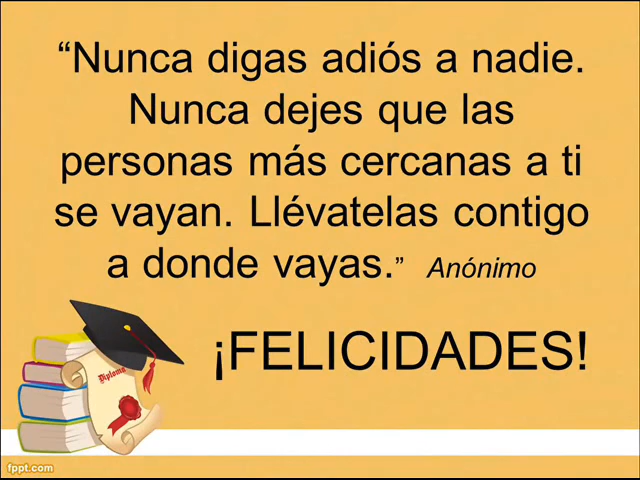 “Nunca digas adiós a nadie.
Nunca dejes que las
personas más cercanas a ti
se vayan. Llévatelas contigo
a donde vayas.” Anónimo
¡FELICIDADES!
Diploma
fppt.com